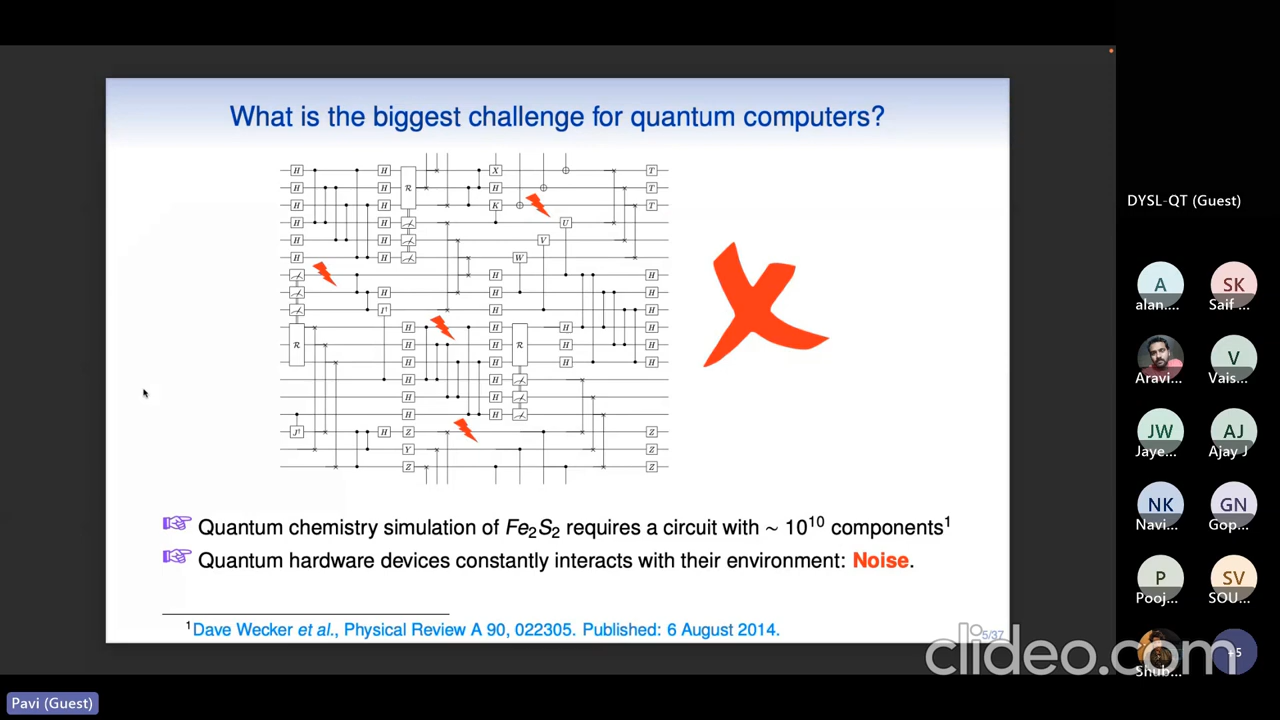 What is the biggest challenge for quantum computers?
H H R X T
H H H T
H H K T
H H U
H H V
H H W
H H
H H H
J† H H
R H H R H H
H H H H
H H H H
H H
H H
H H
J† H Z Z
Y Z
Z Z
Quantum chemistry simulation of Fe₂S₂ requires a circuit with ~ 10¹⁰ components¹
Quantum hardware devices constantly interacts with their environment: Noise.
¹Dave Wecker et al., Physical Review A 90, 022305. Published: 6 August 2014.
5/37
clideo.com
DYSL-QT (Guest)
A SK
alan.... Saif ...
V
Aravi... Vais...
JW AJ
Jaye... Ajay J
NK GN
Navi... Gop...
P SV
Pooj... SOU...
+5
Shub...
Pavi (Guest)